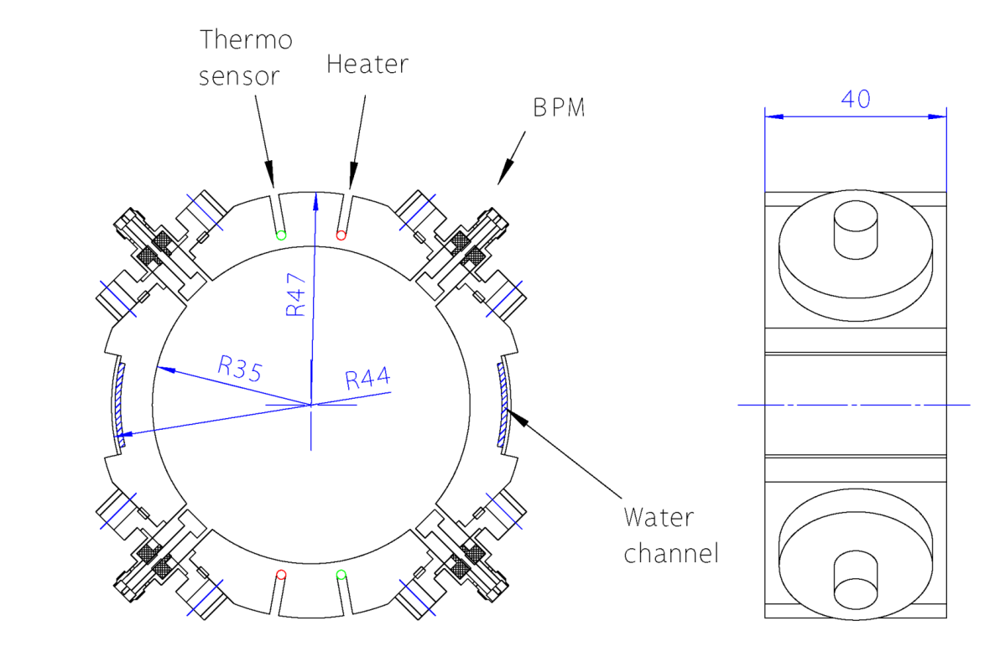 Thermo
sensor
Heater
BPM
40
R47
R35
R44
Water
channel